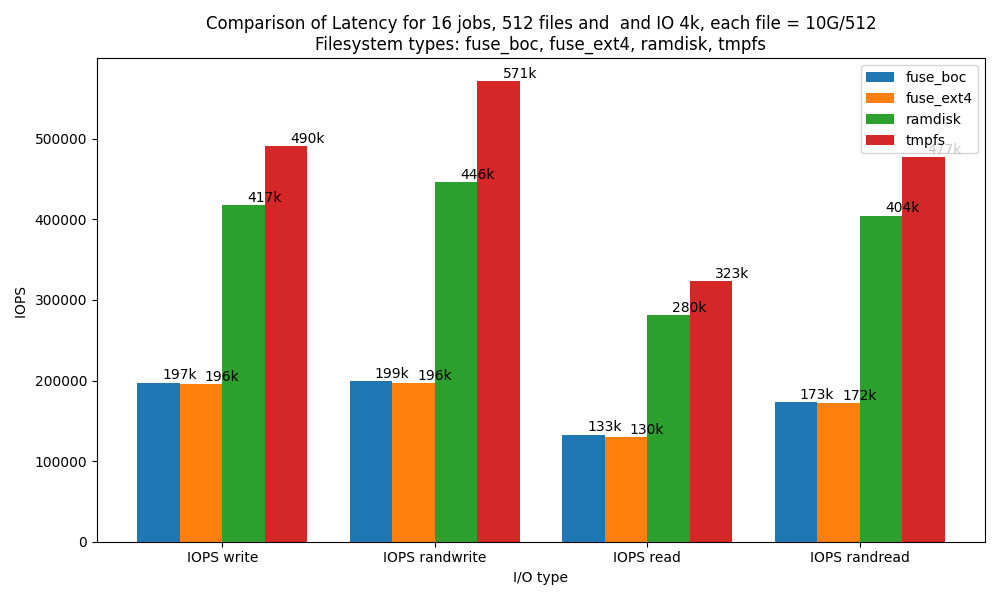 Comparison of Latency for 16 jobs, 512 files and  and IO 4k, each file = 10G/512
Filesystem types: fuse_boc, fuse_ext4, ramdisk, tmpfs
fuse_boc
fuse_ext4
ramdisk
tmpfs
IOPS
500000
400000
300000
200000
100000
0
197k
196k
417k
490k
199k
196k
446k
571k
133k
130k
280k
323k
173k
172k
404k
477k
IOPS write
IOPS randwrite
IOPS read
IOPS randread
I/O type